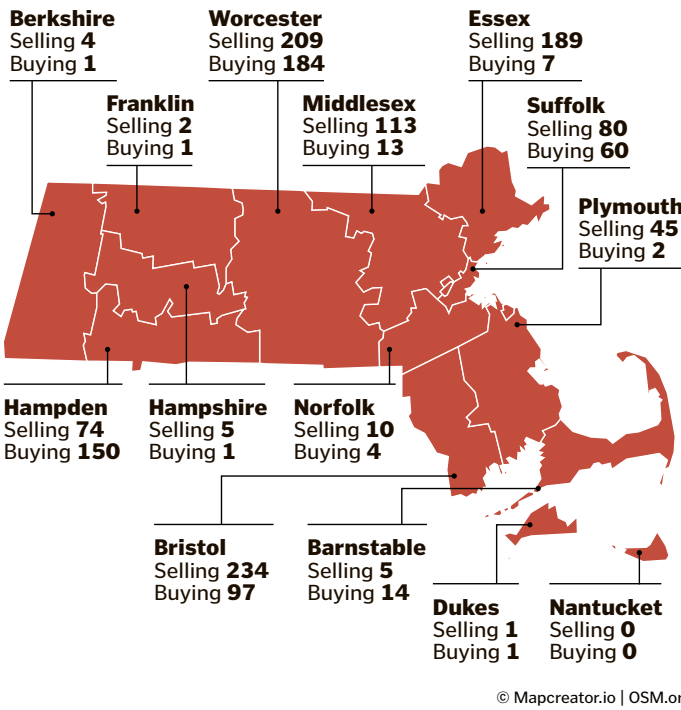 Berkshire
Selling 4
Buying 1
Worcester
Selling 209
Buying 184
Essex
Selling 189
Buying 7
Franklin
Selling 2
Buying 1
Middlesex
Selling 113
Buying 13
Suffolk
Selling 80
Buying 60
Plymouth
Selling 45
Buying 2
Hampden
Selling 74
Buying 150
Hampshire
Selling 5
Buying 1
Norfolk
Selling 10
Buying 4
Bristol
Selling 234
Buying 97
Barnstable
Selling 5
Buying 14
Dukes
Selling 1
Buying 1
Nantucket
Selling 0
Buying 0
© Mapcreator.io | OSM.or